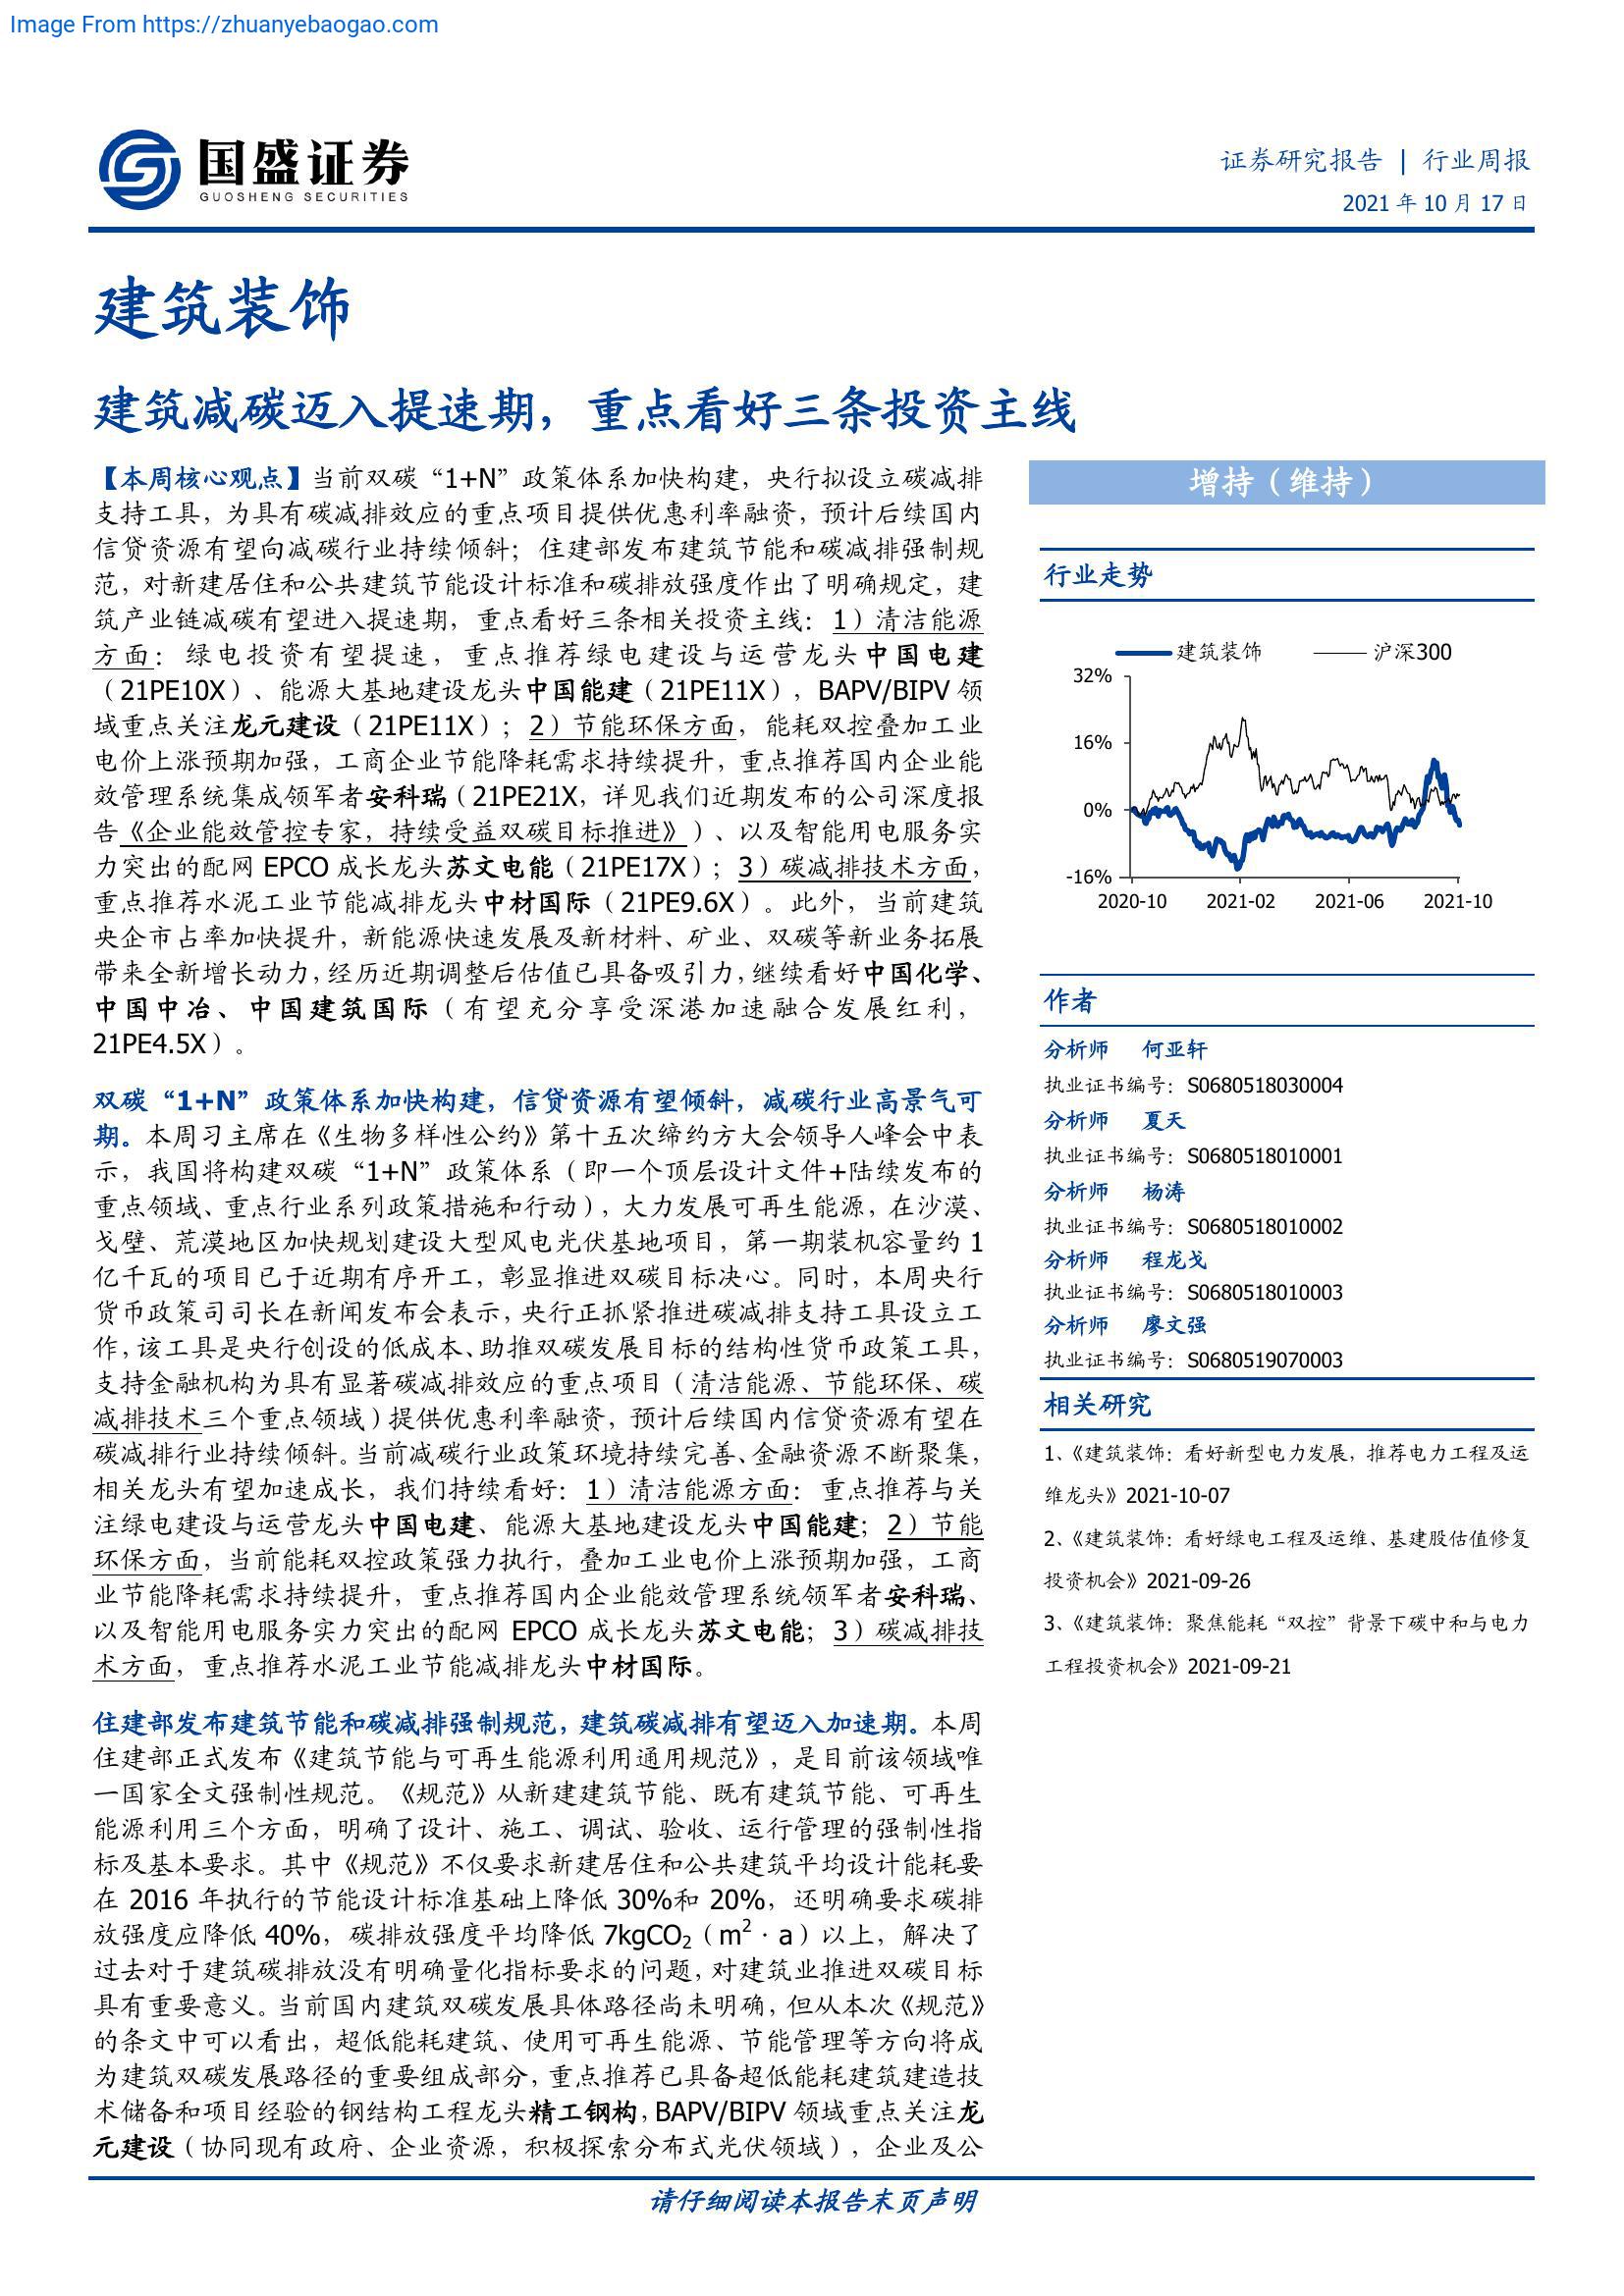 Image From https://zhuanyebaogao.com
国盛证券
GUOSHENG SECURITIES
证券研究报告 | 行业周报
2021 年 10 月 17 日
建筑装饰
建筑减碳迈入提速期，重点看好三条投资主线
【本周核心观点】当前双碳“1+N”政策体系加快构建，央行拟设立碳减排
支持工具，为具有碳减排效应的重点项目提供优惠利率融资，预计后续国内
信贷资源有望向减碳行业持续倾斜；住建部发布建筑节能和碳减排强制规
范，对新建居住和公共建筑节能设计标准和碳排放强度作出了明确规定，建
筑产业链减碳有望进入提速期，重点看好三条相关投资主线：1）清洁能源
方面：绿电投资有望提速，重点推荐绿电建设与运营龙头中国电建
（21PE10X）、能源大基地建设龙头中国能建（21PE11X），BAPV/BIPV 领
域重点关注龙元建设（21PE11X）；2）节能环保方面，能耗双控叠加工业
电价上涨预期加强，工商企业节能降耗需求持续提升，重点推荐国内企业能
效管理系统集成领军者安科瑞（21PE21X，详见我们近期发布的公司深度报
告《企业能效管控专家，持续受益双碳目标推进》）、以及智能用电服务实
力突出的配网 EPCO 成长龙头苏文电能（21PE17X）；3）碳减排技术方面，
重点推荐水泥工业节能减排龙头中材国际（21PE9.6X）。此外，当前建筑
央企市占率加快提升，新能源快速发展及新材料、矿业、双碳等新业务拓展
带来全新增长动力，经历近期调整后估值已具备吸引力，继续看好中国化学、
中国中冶、中国建筑国际（有望充分享受深港加速融合发展红利，
21PE4.5X）。
双碳“1+N”政策体系加快构建，信贷资源有望倾斜，减碳行业高景气可
期。本周习主席在《生物多样性公约》第十五次缔约方大会领导人峰会中表
示，我国将构建双碳“1+N”政策体系（即一个顶层设计文件+陆续发布的
重点领域、重点行业系列政策措施和行动），大力发展可再生能源，在沙漠、
戈壁、荒漠地区加快规划建设大型风电光伏基地项目，第一期装机容量约 1
亿千瓦的项目已于近期有序开工，彰显推进双碳目标决心。同时，本周央行
货币政策司司长在新闻发布会表示，央行正抓紧推进碳减排支持工具设立工
作，该工具是央行创设的低成本、助推双碳发展目标的结构性货币政策工具，
支持金融机构为具有显著碳减排效应的重点项目（清洁能源、节能环保、碳
减排技术三个重点领域）提供优惠利率融资，预计后续国内信贷资源有望在
碳减排行业持续倾斜。当前减碳行业政策环境持续完善、金融资源不断聚集，
相关龙头有望加速成长，我们持续看好：1）清洁能源方面：重点推荐与关
注绿电建设与运营龙头中国电建、能源大基地建设龙头中国能建；2）节能
环保方面，当前能耗双控政策强力执行，叠加工业电价上涨预期加强，工商
业节能降耗需求持续提升，重点推荐国内企业能效管理系统领军者安科瑞、
以及智能用电服务实力突出的配网 EPCO 成长龙头苏文电能；3）碳减排技
术方面，重点推荐水泥工业节能减排龙头中材国际。
住建部发布建筑节能和碳减排强制规范，建筑碳减排有望迈入加速期。本周
住建部正式发布《建筑节能与可再生能源利用通用规范》，是目前该领域唯
一国家全文强制性规范。《规范》从新建建筑节能、既有建筑节能、可再生
能源利用三个方面，明确了设计、施工、调试、验收、运行管理的强制性指
标及基本要求。其中《规范》不仅要求新建居住和公共建筑平均设计能耗要
在 2016 年执行的节能设计标准基础上降低 30%和 20%，还明确要求碳排
放强度应降低 40%，碳排放强度平均降低 7kgCO₂（m²·a）以上，解决了
过去对于建筑碳排放没有明确量化指标要求的问题，对建筑业推进双碳目标
具有重要意义。当前国内建筑双碳发展具体路径尚未明确，但从本次《规范》
的条文中可以看出，超低能耗建筑、使用可再生能源、节能管理等方向将成
为建筑双碳发展路径的重要组成部分，重点推荐已具备超低能耗建筑建造技
术储备和项目经验的钢结构工程龙头精工钢构，BAPV/BIPV 领域重点关注龙
元建设（协同现有政府、企业资源，积极探索分布式光伏领域），企业及公
增持（维持）
行业走势
建筑装饰 沪深300
32%
16%
0%
-16%
2020-10 2021-02 2021-06 2021-10
作者
分析师 何亚轩
执业证书编号：S0680518030004
分析师 夏天
执业证书编号：S0680518010001
分析师 杨涛
执业证书编号：S0680518010002
分析师 程龙戈
执业证书编号：S0680518010003
分析师 廖文强
执业证书编号：S0680519070003
相关研究
1、《建筑装饰：看好新型电力发展，推荐电力工程及运
维龙头》2021-10-07
2、《建筑装饰：看好绿电工程及运维、基建股估值修复
投资机会》2021-09-26
3、《建筑装饰：聚焦能耗“双控”背景下碳中和与电力
工程投资机会》2021-09-21
请仔细阅读本报告末页声明